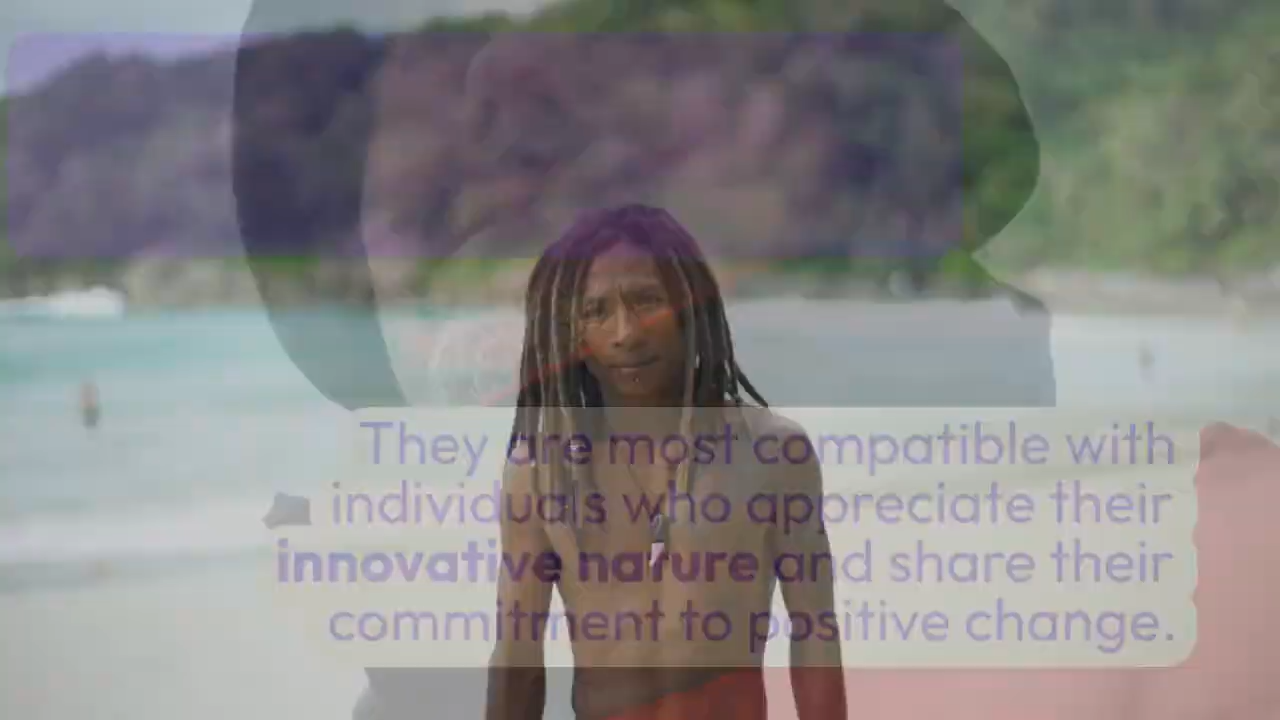 They are most compatible with
individuals who appreciate their
innovative nature and share their
commitment to positive change.